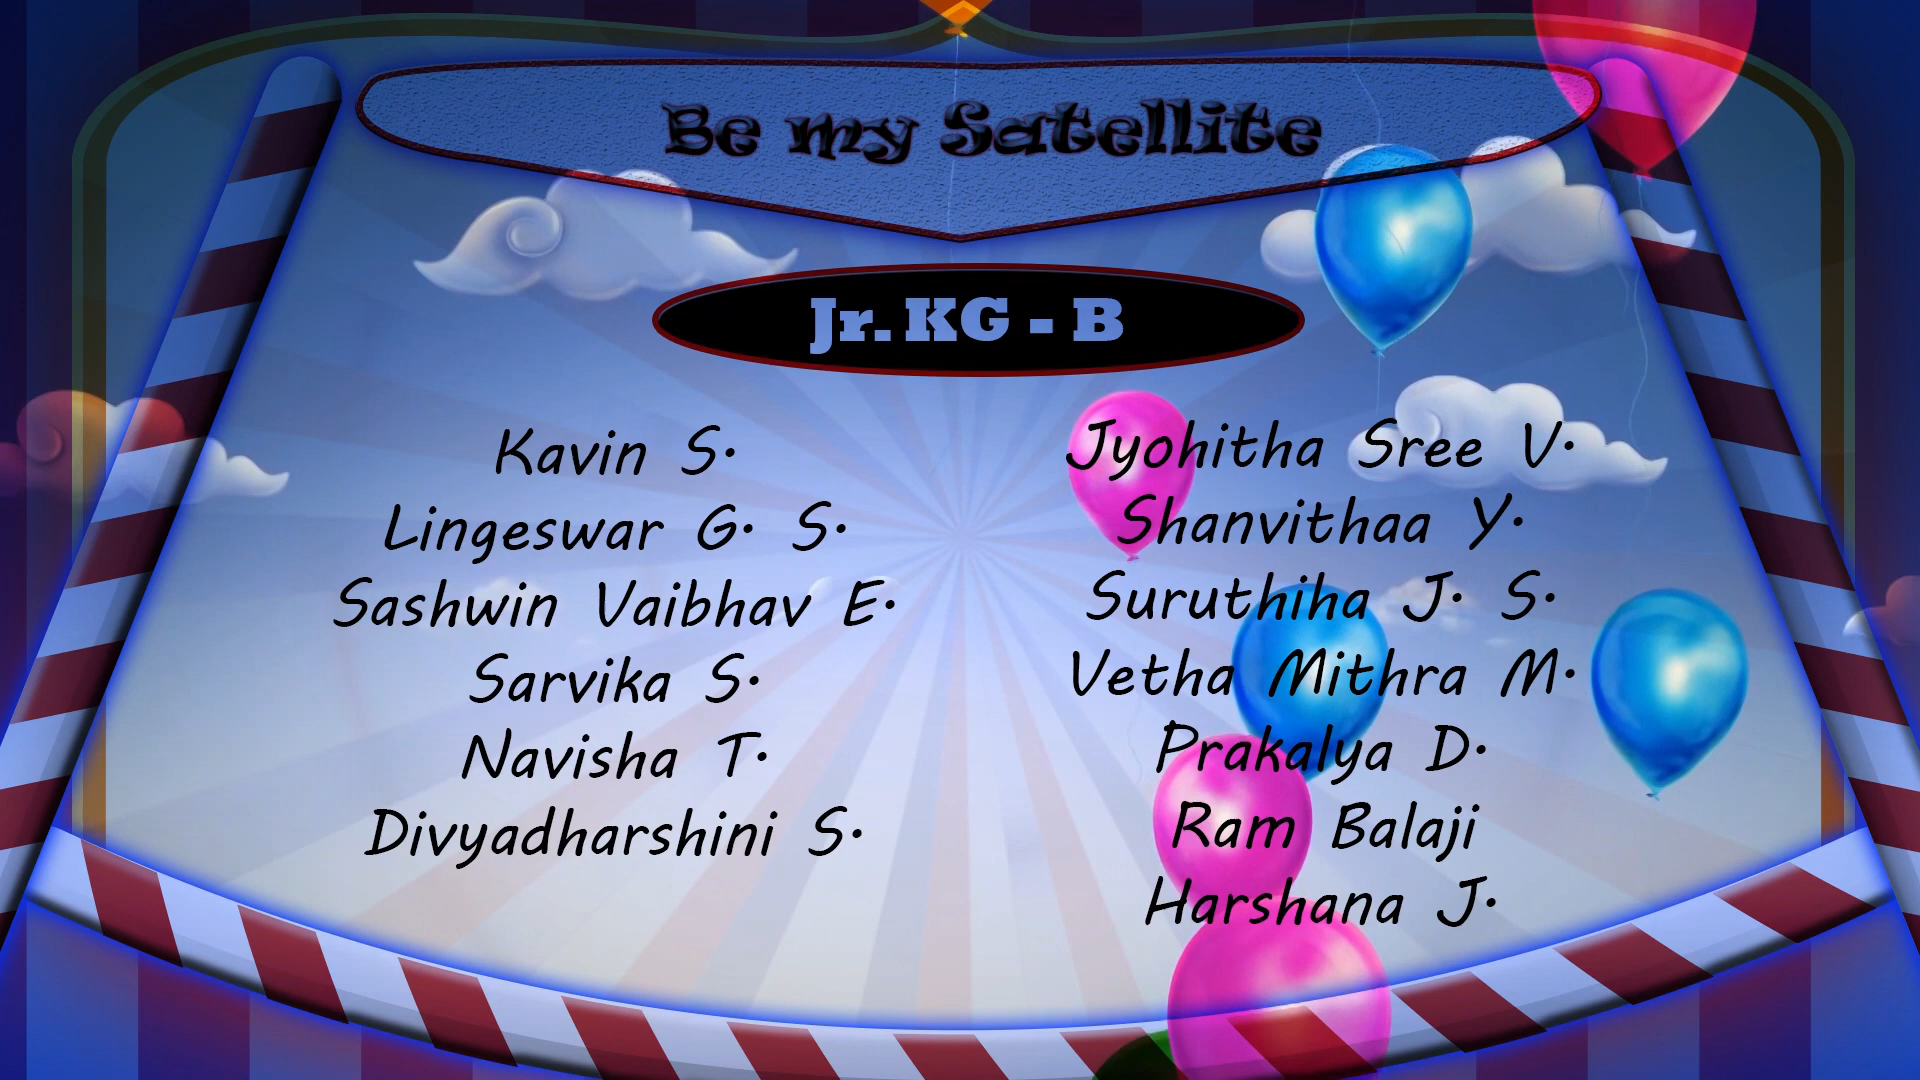 Be my Satellite
Jr. KG - B
Kavin S.
Lingeswar G. S.
Sashwin Vaibhav E.
Sarvika S.
Navisha T.
Divyadharshini S.
Jyohitha Sree V.
Shanvithaa Y.
Suruthiha J. S.
Vetha Mithra M.
Prakalya D.
Ram Balaji
Harshana J.